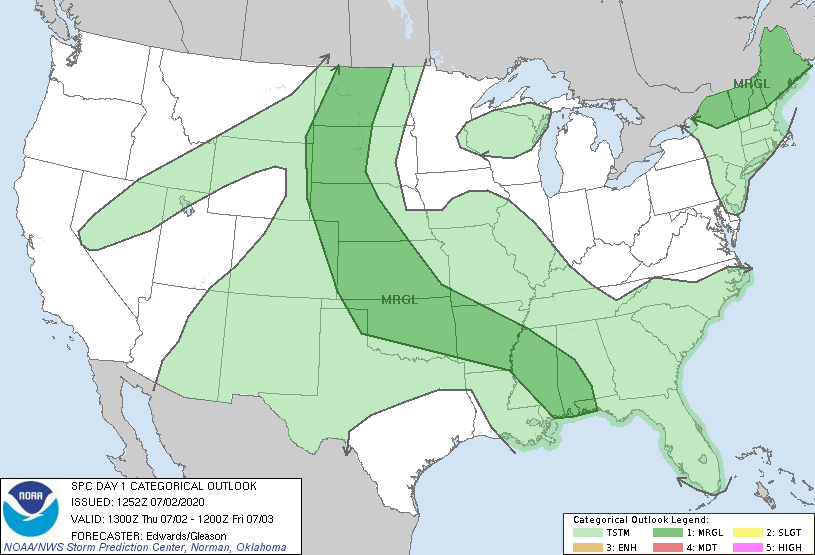 MRGL
MRGL
NOAA
SPC DAY 1 CATEGORICAL OUTLOOK
ISSUED: 1252Z 07/02/2020
VALID: 1300Z Thu 07/02 - 1200Z Fri 07/03
FORECASTER: Edwards/Gleason
NOAA/NWS Storm Prediction Center, Norman, Oklahoma
Categorical Outlook Legend:
TSTM 1: MRGL 2: SLGT
3: ENH 4: MDT 5: HIGH